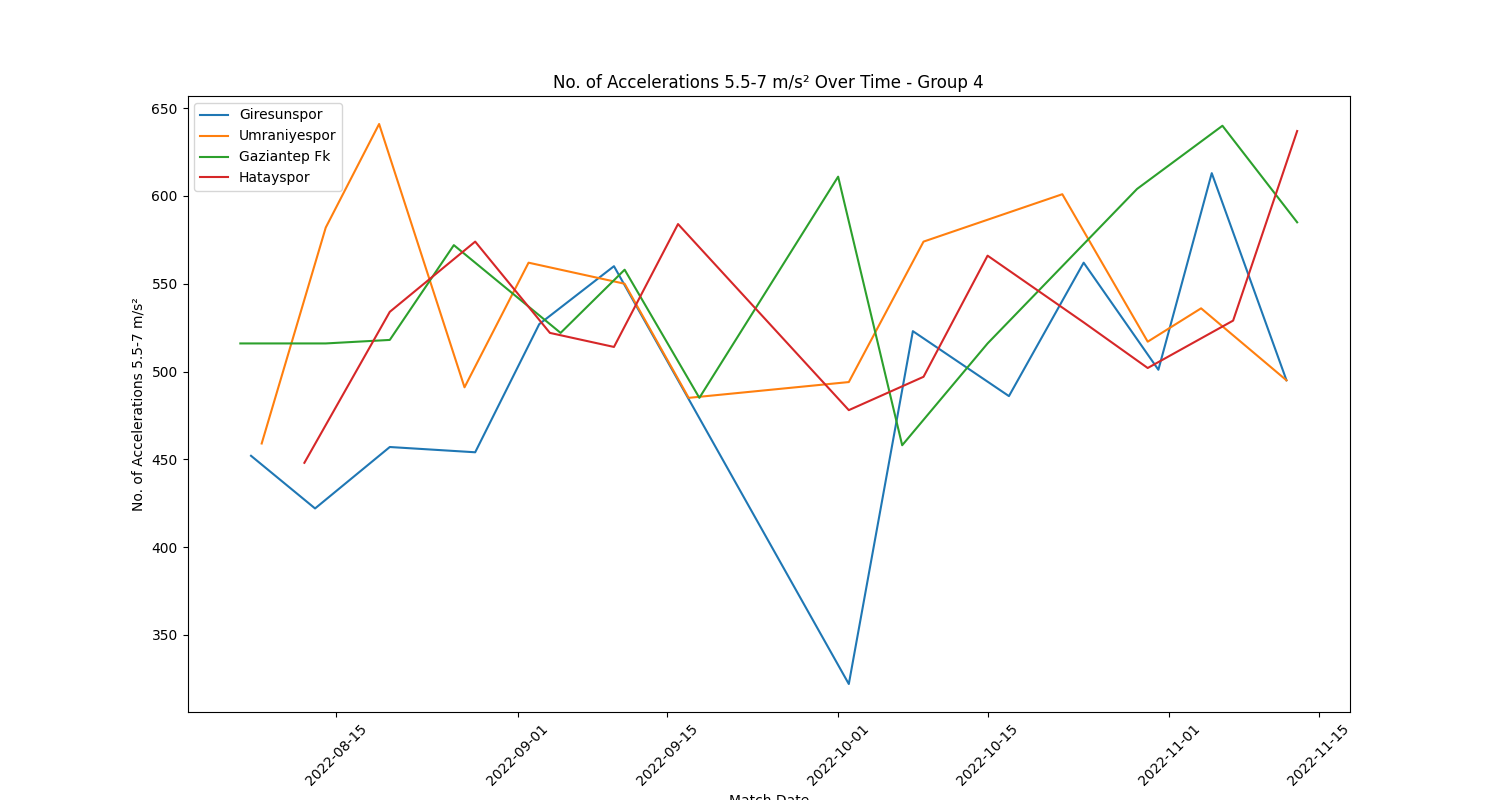 No. of Accelerations 5.5-7 m/s² Over Time - Group 4
Giresunspor
Umraniyespor
Gaziantep Fk
Hatayspor
No. of Accelerations 5.5-7 m/s²
650
600
550
500
450
400
350
2022-08-15
2022-09-01
2022-09-15
2022-10-01
2022-10-15
2022-11-01
2022-11-15
Match Date